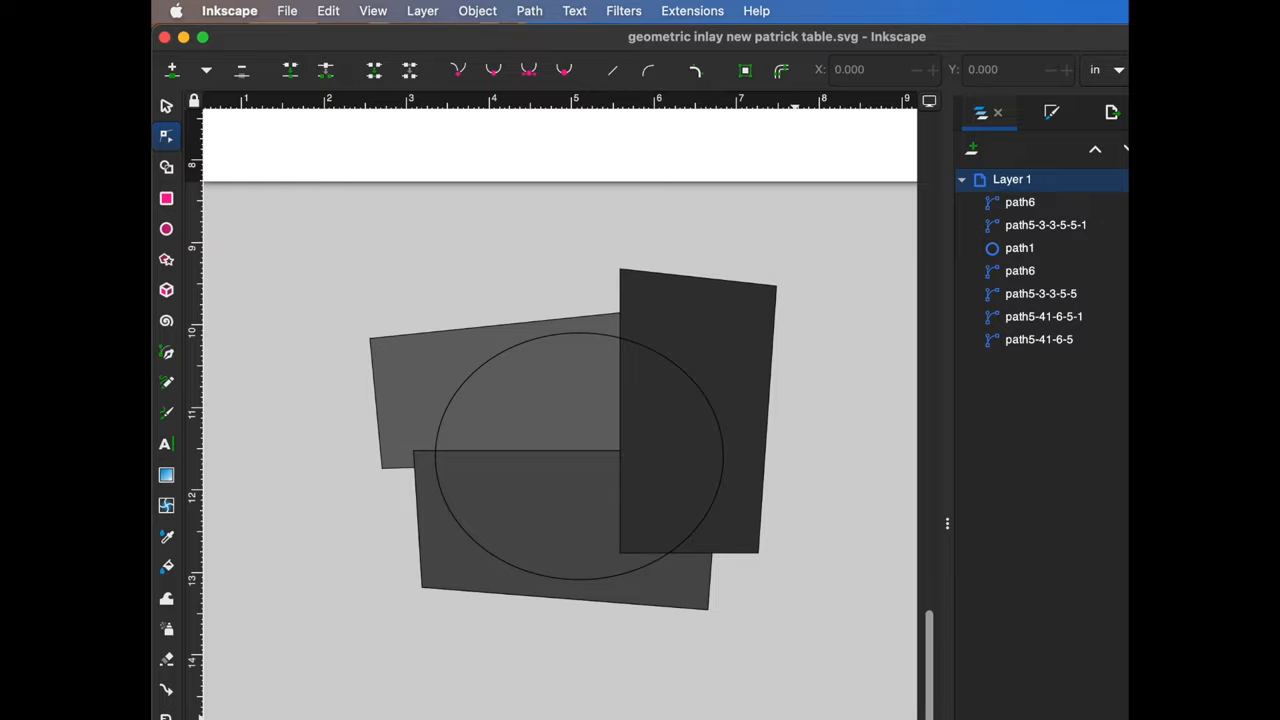 Inkscape File Edit View Layer Object Path Text Filters Extensions Help
geometric inlay new patrick table.svg - Inkscape
X: 0.000 Y: 0.000 in
1 2 3 4 5 6 7 8 9
Layer 1
path6
path5-3-3-5-5-1
path1
path6
path5-3-3-5-5
path5-41-6-5-1
path5-41-6-5
8
9
10
11
12
13
14